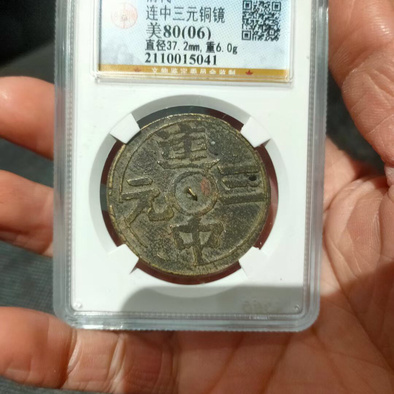 连中三元铜镜
美80(06)
直径37.2mm,重6.0g
2110015041
連
三
元
中